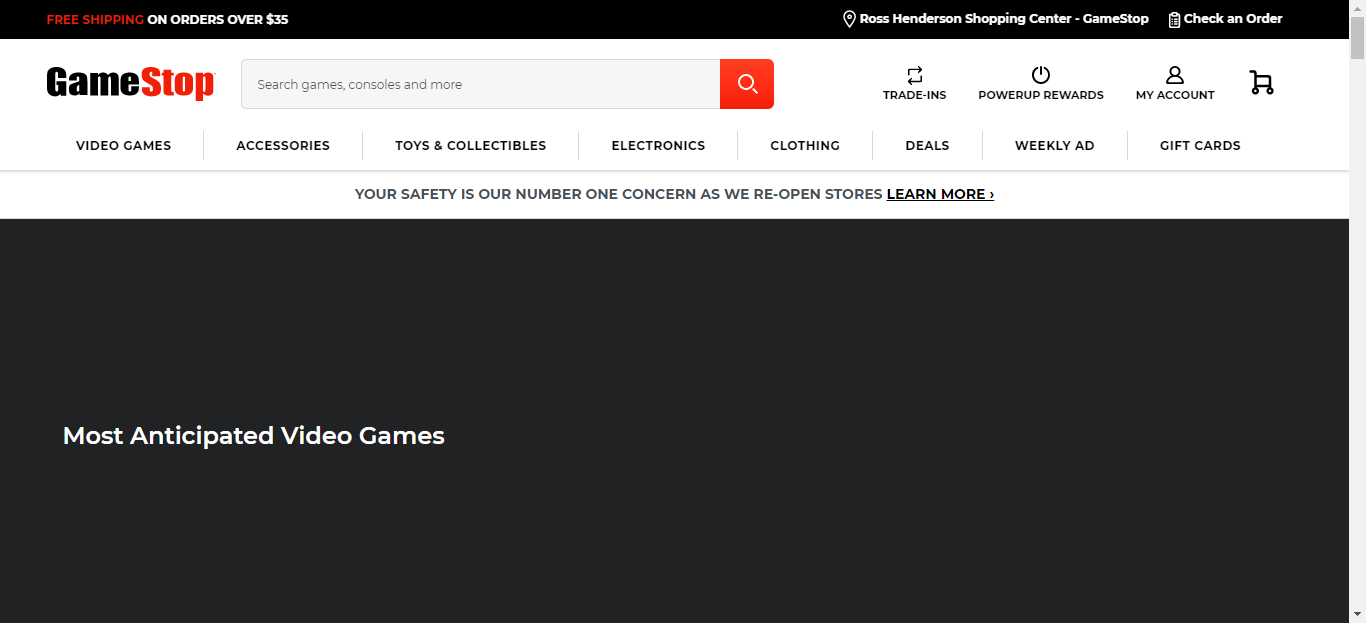 FREE SHIPPING ON ORDERS OVER $35
Ross Henderson Shopping Center - GameStop
Check an Order
GameStop
Search games, consoles and more
TRADE-INS
POWERUP REWARDS
MY ACCOUNT
VIDEO GAMES
ACCESSORIES
TOYS & COLLECTIBLES
ELECTRONICS
CLOTHING
DEALS
WEEKLY AD
GIFT CARDS
YOUR SAFETY IS OUR NUMBER ONE CONCERN AS WE RE-OPEN STORES LEARN MORE ›
Most Anticipated Video Games